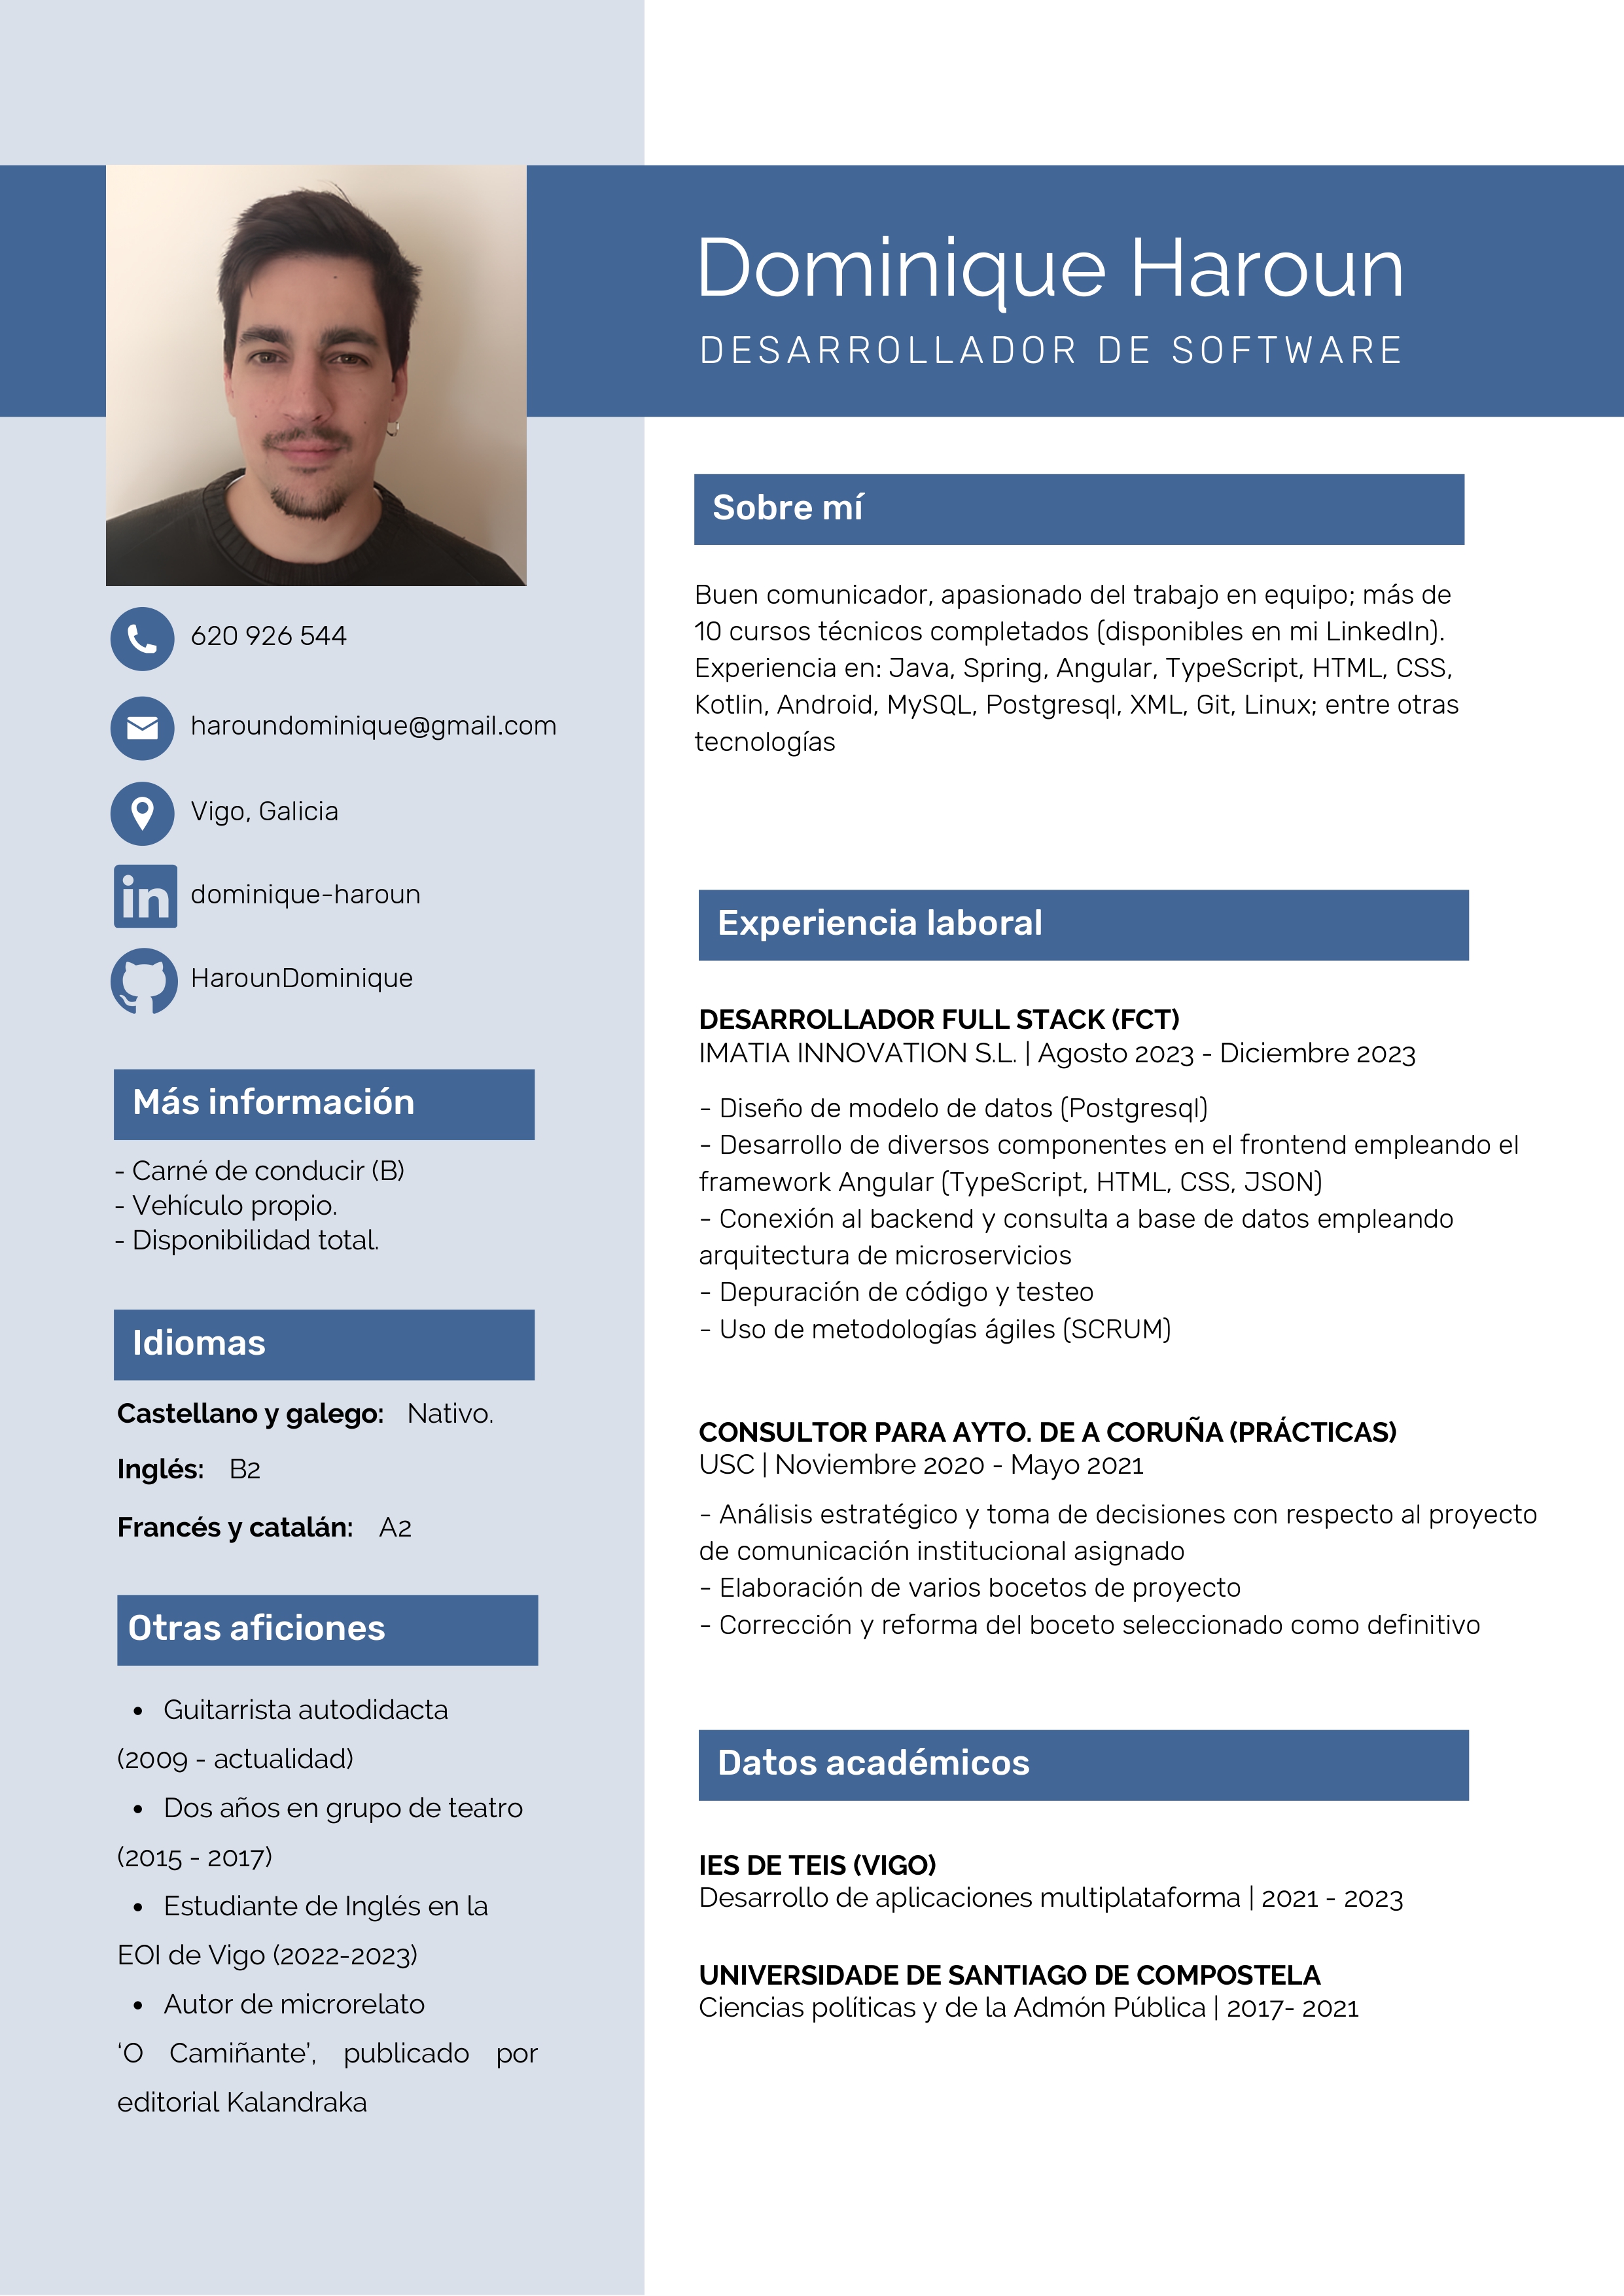 Dominique Haroun
DESARROLLADOR DE SOFTWARE
620 926 544
haroundominique@gmail.com
Vigo, Galicia
in dominique-haroun
HarounDominique
Más información
- Carné de conducir (B)
- Vehículo propio.
- Disponibilidad total.
Idiomas
Castellano y galego: Nativo.
Inglés: B2
Francés y catalán: A2
Otras aficiones
• Guitarrista autodidacta
(2009 - actualidad)
• Dos años en grupo de teatro
(2015 - 2017)
• Estudiante de Inglés en la
EOI de Vigo (2022-2023)
• Autor de microrelato
‘O Camiñante’, publicado por
editorial Kalandraka
Sobre mí
Buen comunicador, apasionado del trabajo en equipo; más de
10 cursos técnicos completados (disponibles en mi LinkedIn).
Experiencia en: Java, Spring, Angular, TypeScript, HTML, CSS,
Kotlin, Android, MySQL, Postgresql, XML, Git, Linux; entre otras
tecnologías
Experiencia laboral
DESARROLLADOR FULL STACK (FCT)
IMATIA INNOVATION S.L. | Agosto 2023 - Diciembre 2023
- Diseño de modelo de datos (Postgresql)
- Desarrollo de diversos componentes en el frontend empleando el
framework Angular (TypeScript, HTML, CSS, JSON)
- Conexión al backend y consulta a base de datos empleando
arquitectura de microservicios
- Depuración de código y testeo
- Uso de metodologías ágiles (SCRUM)
CONSULTOR PARA AYTO. DE A CORUÑA (PRÁCTICAS)
USC | Noviembre 2020 - Mayo 2021
- Análisis estratégico y toma de decisiones con respecto al proyecto
de comunicación institucional asignado
- Elaboración de varios bocetos de proyecto
- Corrección y reforma del boceto seleccionado como definitivo
Datos académicos
IES DE TEIS (VIGO)
Desarrollo de aplicaciones multiplataforma | 2021 - 2023
UNIVERSIDADE DE SANTIAGO DE COMPOSTELA
Ciencias políticas y de la Admón Pública | 2017- 2021